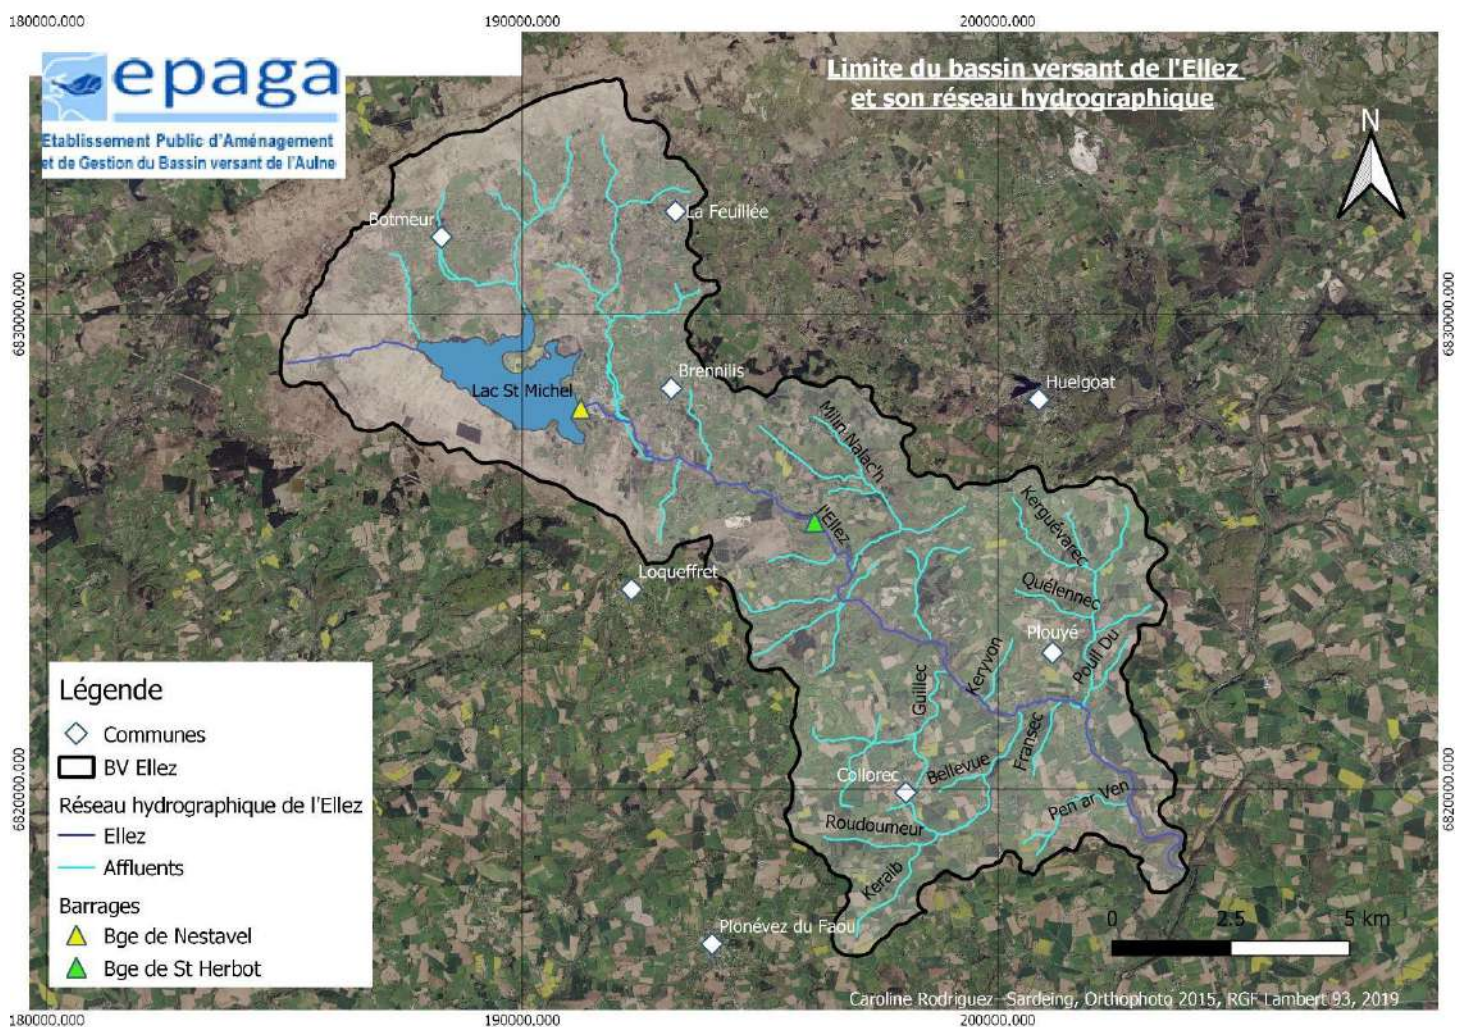 180000.000
190000.000
200000.000
epaga
Etablissement Public d'Aménagement
et de Gestion du Bassin versant de l'Aulne
Limite du bassin versant de l'Ellez
et son réseau hydrographique
N
Botmeur
La Feuillée
6830000.000
6830000.000
Lac St Michel
Brennilis
Huelgoat
Milin Nalac'h
l'Ellez
Kerguévarec
Loqueffret
Quélennec
Plouyé
Pouil Du
Keryvon
Guillec
Fransec
Bellevue
Collorec
Pen ar Ven
Roudoumeur
Keraib
Plonévez du Faou
6820000.000
6820000.000
Légende
Communes
BV Ellez
Réseau hydrographique de l'Ellez
Ellez
Affluents
Barrages
Bge de Nestavel
Bge de St Herbot
0 2.5 5 km
Caroline Rodriguez--Sardeing, Orthophoto 2015, RGF Lambert 93, 2019
180000.000
190000.000
200000.000